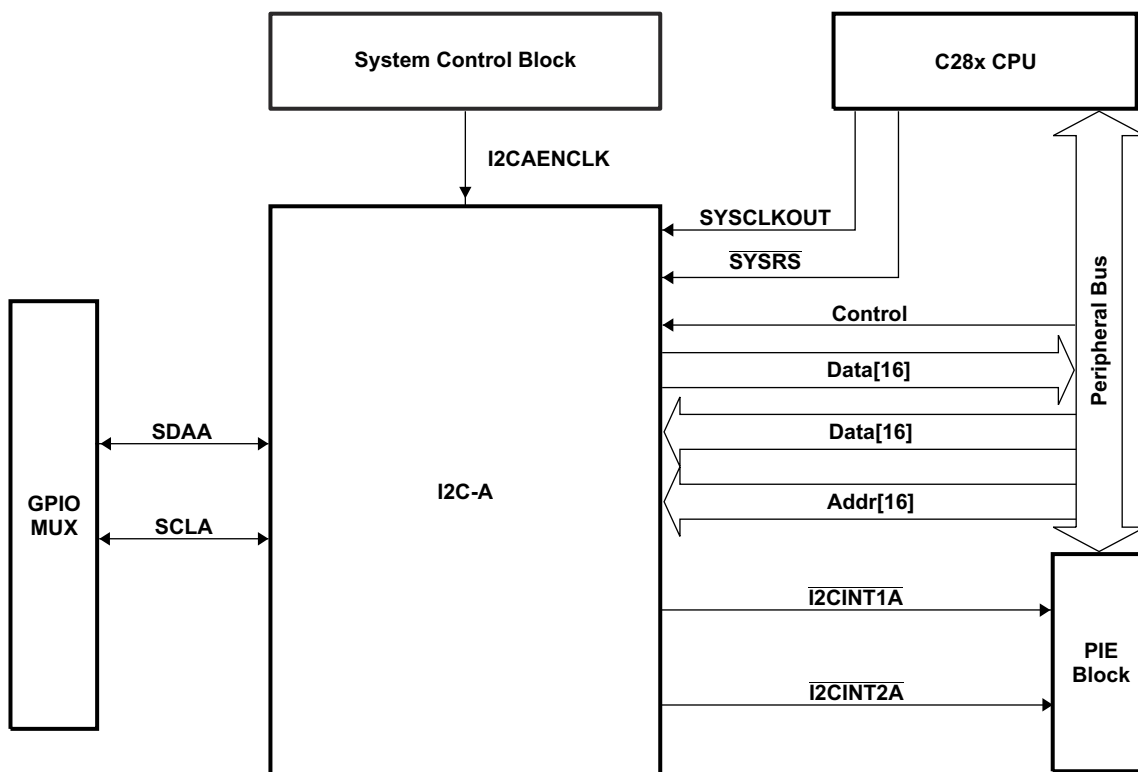 System Control Block
C28x CPU
I2CAENCLK
SYSCLKOUT
SYSRS
Control
Data[16]
Data[16]
Addr[16]
Peripheral Bus
SDAA
SCLA
GPIO
MUX
I2C-A
I2CINT1A
I2CINT2A
PIE
Block